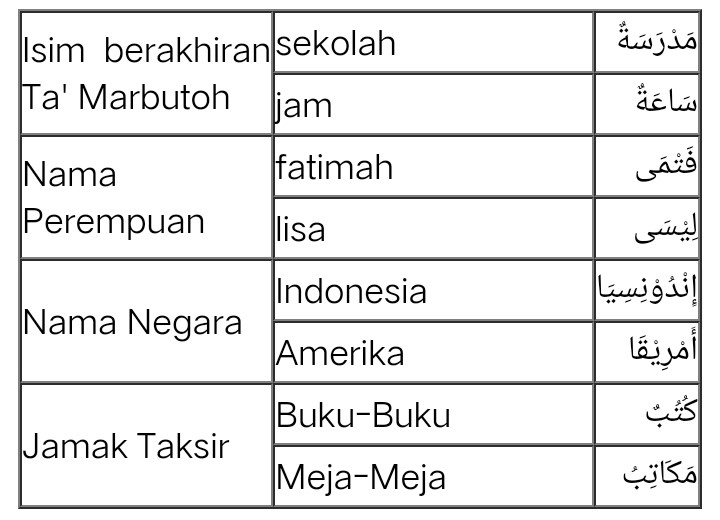 Isim berakhiran
Ta' Marbutoh
sekolah مَدْرَسَةٌ
jam سَاعَةٌ
Nama
Perempuan
fatimah فَتْمَى
lisa لِيْسَى
Nama Negara
Indonesia إِنْدُوْنِسِيَا
Amerika أَمْرِيْقَا
Jamak Taksir
Buku-Buku كُتُبٌ
Meja-Meja مَكَاتِبُ